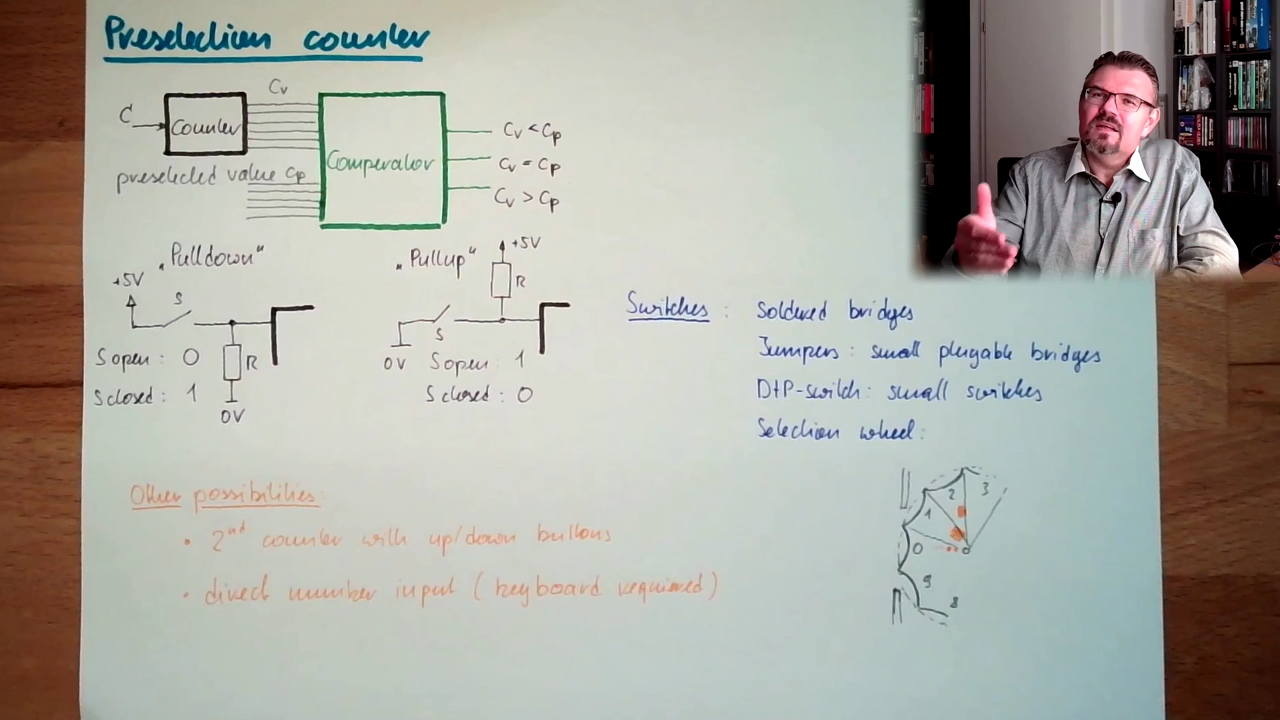 Preselection counter
Cv
C
Counter
Comperator
Cv < Cp
Cv = Cp
Cv > Cp
preselected value Cp
„Pulldown"
+5V
S
R
S open: 0
S closed: 1
0V
„Pullup"
+5V
R
S
0V
S open: 1
S closed: 0
Switches: Soldered bridges
Jumpers: small plugable bridges
DIP-switch: small switches
Selection wheel:
3
2
1
0
9
8
Other possibilities:
• 2nd counter with up/down buttons
• direct number input (keyboard required)